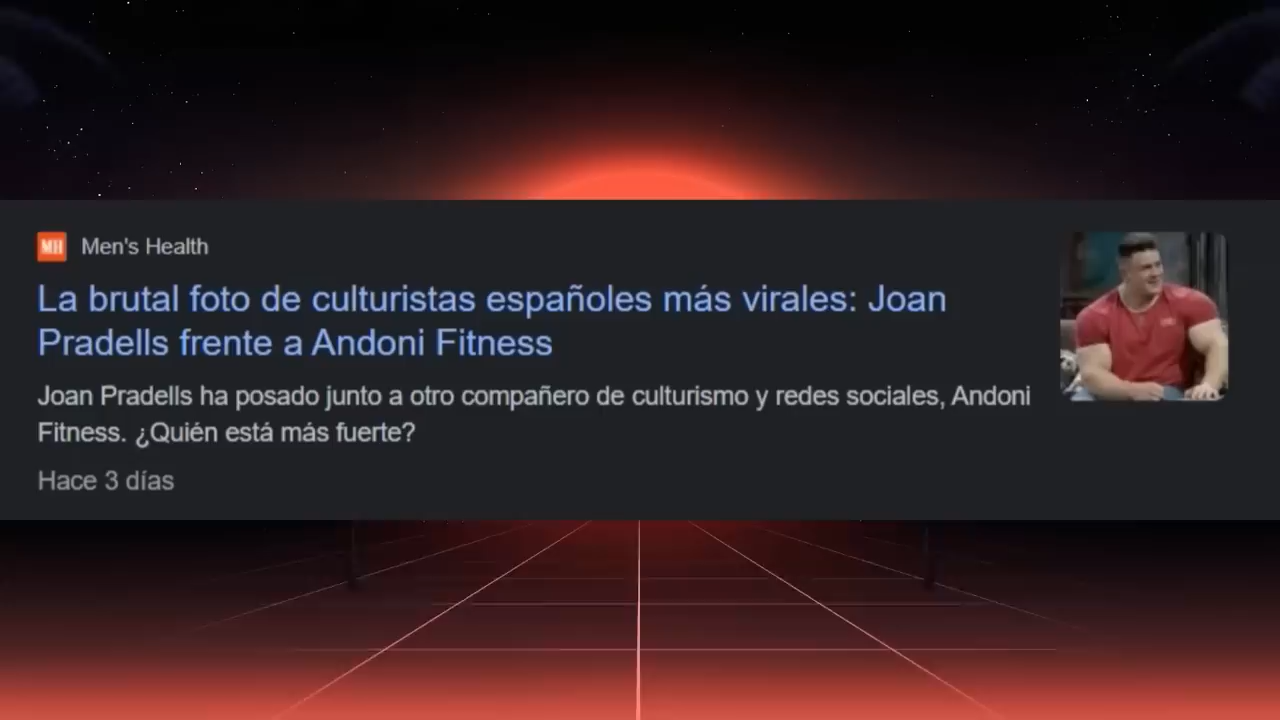 MH Men's Health
La brutal foto de culturistas españoles más virales: Joan
Pradells frente a Andoni Fitness
Joan Pradells ha posado junto a otro compañero de culturismo y redes sociales, Andoni
Fitness. ¿Quién está más fuerte?
Hace 3 días